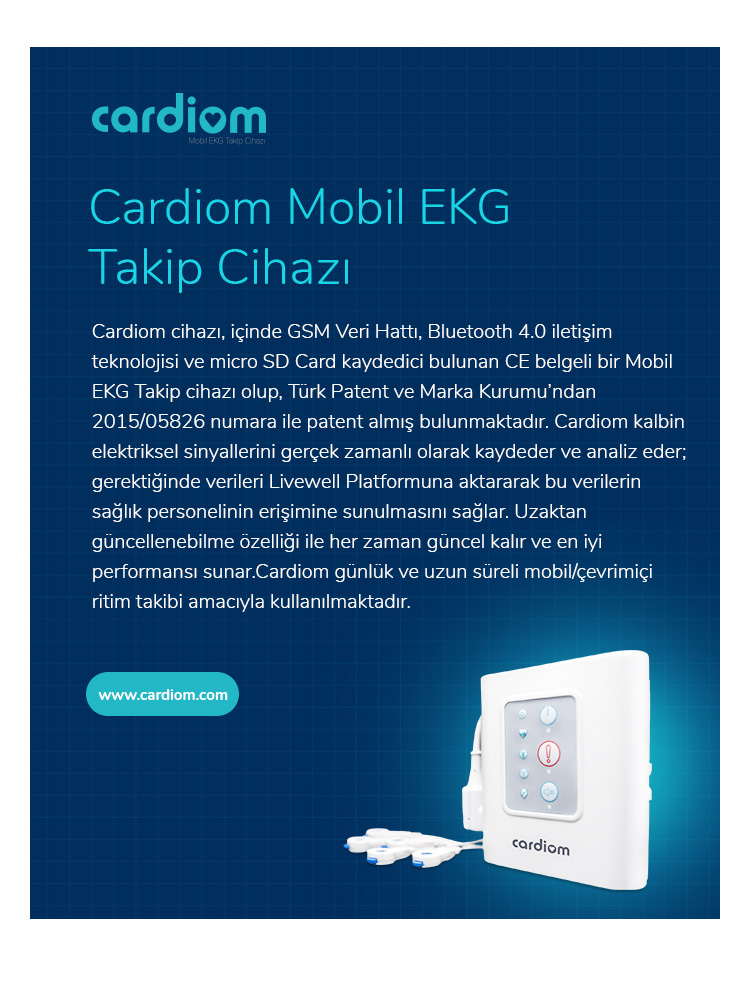 cardiom
Mobil EKG Takip Cihazı
Cardiom Mobil EKG
Takip Cihazı
Cardiom cihazı, içinde GSM Veri Hattı, Bluetooth 4.0 iletişim
teknolojisi ve micro SD Card kaydedici bulunan CE belgeli bir Mobil
EKG Takip cihazı olup, Türk Patent ve Marka Kurumu’ndan
2015/05826 numara ile patent almış bulunmaktadır. Cardiom kalbin
elektriksel sinyallerini gerçek zamanlı olarak kaydeder ve analiz eder;
gerektiğinde verileri Livewell Platformuna aktararak bu verilerin
sağlık personelinin erişimine sunulmasını sağlar. Uzaktan
güncellenebilme özelliği ile her zaman güncel kalır ve en iyi
performansı sunar.Cardiom günlük ve uzun süreli mobil/çevrimiçi
ritim takibi amacıyla kullanılmaktadır.
www.cardiom.com
cardiom